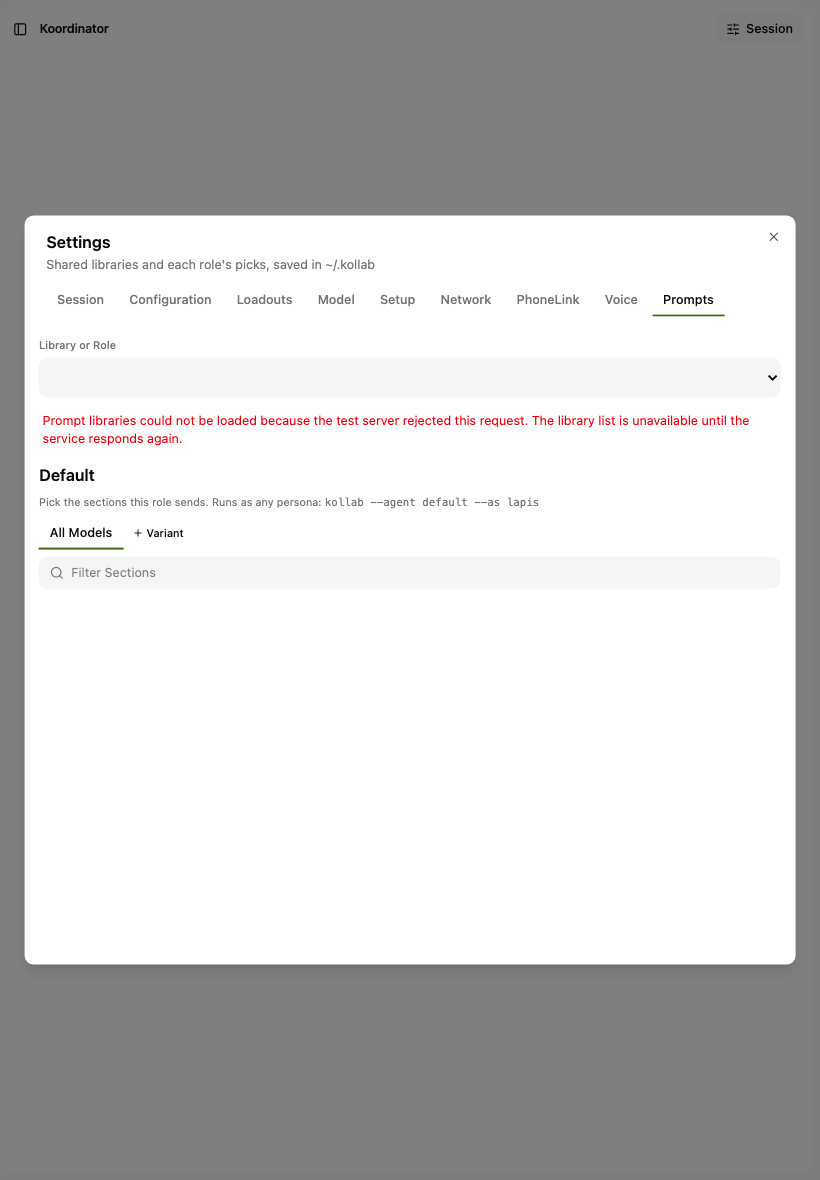 Koordinator
Session
Settings
Shared libraries and each role's picks, saved in ~/.kollab
Session Configuration Loadouts Model Setup Network PhoneLink Voice Prompts
Library or Role
Prompt libraries could not be loaded because the test server rejected this request. The library list is unavailable until the
service responds again.
Default
Pick the sections this role sends. Runs as any persona: kollab --agent default --as lapis
All Models + Variant
Filter Sections